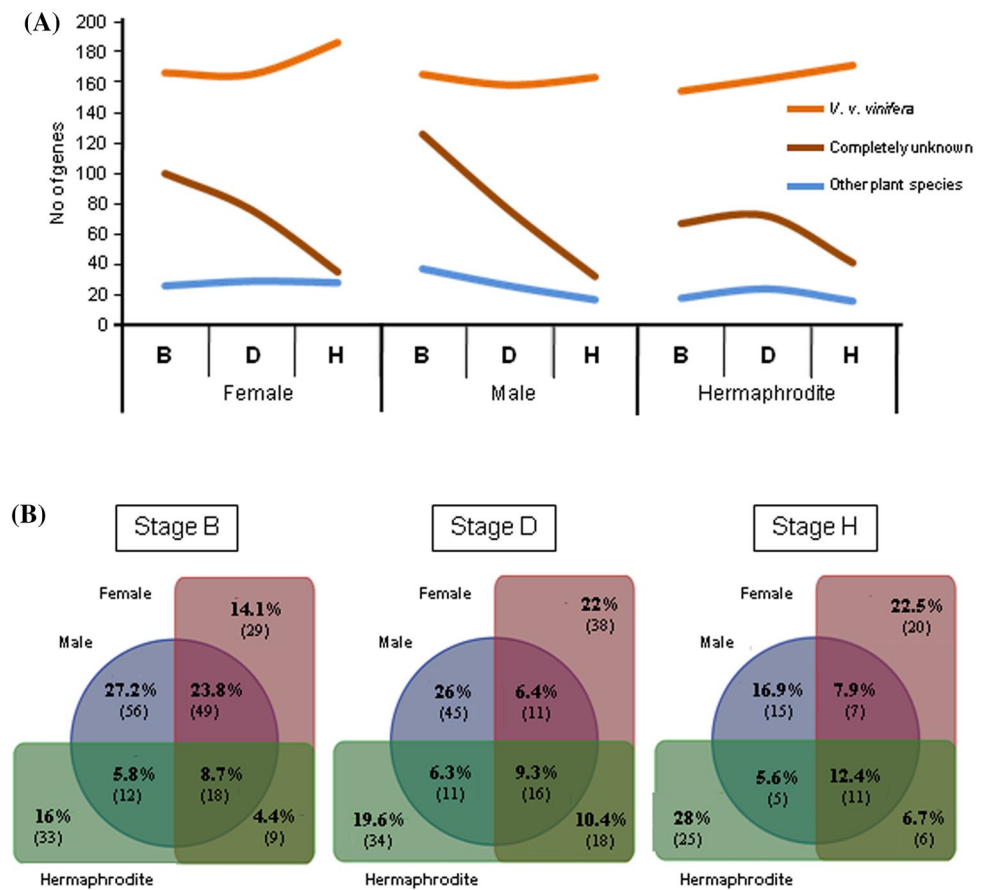 (A)
200
180
160
140
120
100
80
60
40
20
0
No of genes
V. v. vinifera
Completely unknown
Other plant species
B D H B D H B D H
Female Male Hermaphrodite
(B)
Stage B Stage D Stage H
Female
14.1%
(29)
Male
27.2%
(56)
23.8%
(49)
5.8%
(12)
8.7%
(18)
16%
(33)
4.4%
(9)
Hermaphrodite
Female
22%
(38)
Male
26%
(45)
6.4%
(11)
6.3%
(11)
9.3%
(16)
19.6%
(34)
10.4%
(18)
Hermaphrodite
Female
22.5%
(20)
Male
16.9%
(15)
7.9%
(7)
5.6%
(5)
12.4%
(11)
28%
(25)
6.7%
(6)
Hermaphrodite